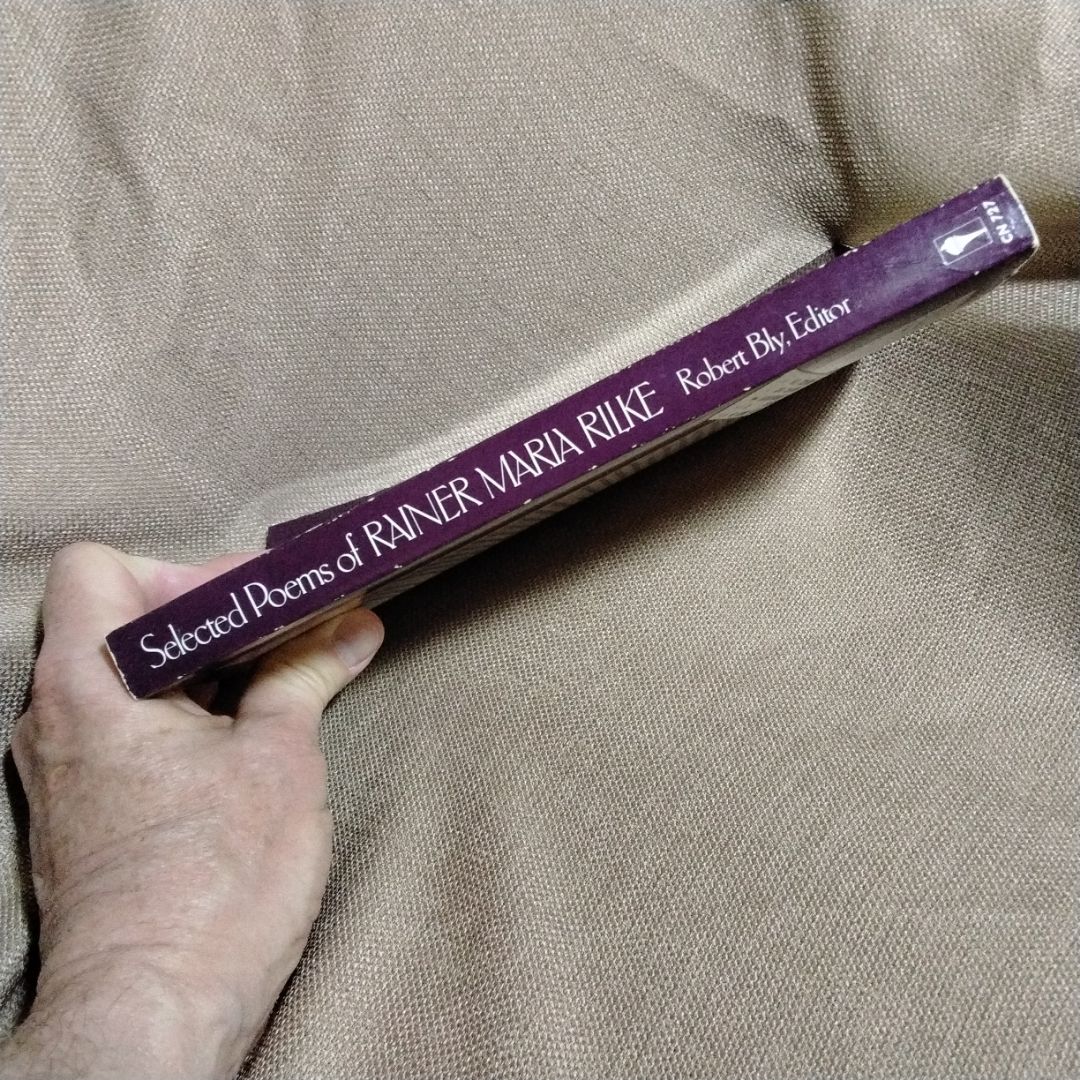 Selected Poems of RAINER MARIA RILKE Robert Bly, Editor
CN 727